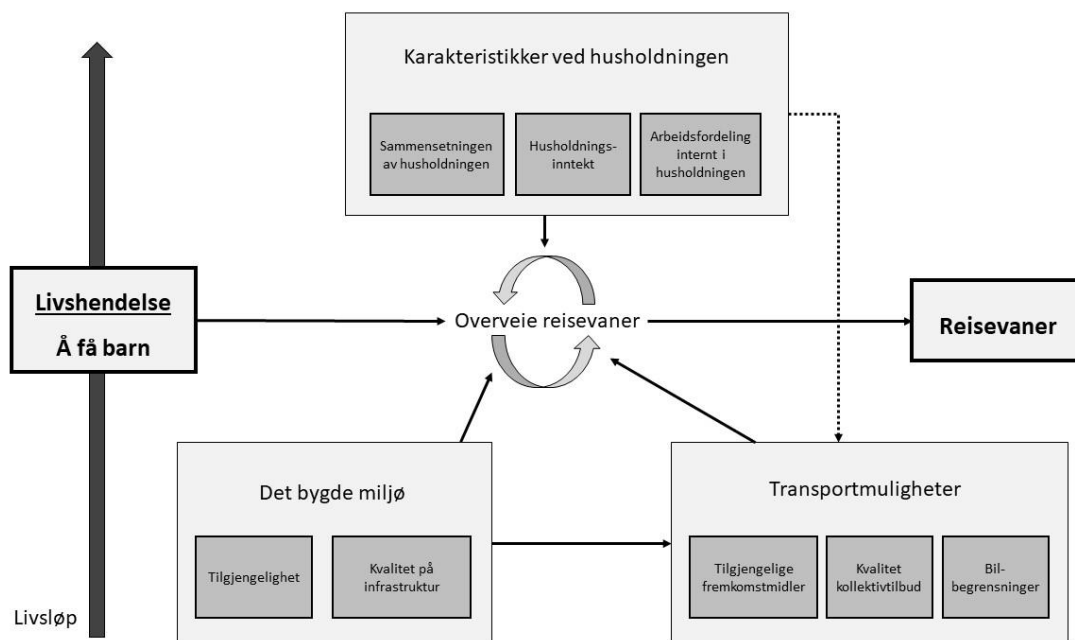 Karakteristikker ved husholdningen
Sammensetningen
av husholdningen
Husholdnings-
inntekt
Arbeidsfordeling
internt i
husholdningen
Livshendelse
Å få barn
Overveie reisevaner
Reisevaner
Det bygde miljø
Tilgjengelighet
Kvalitet på
infrastruktur
Transportmuligheter
Tilgjengelige
fremkomstmidler
Kvalitet
kollektivtilbud
Bil-
begrensninger
Livsløp